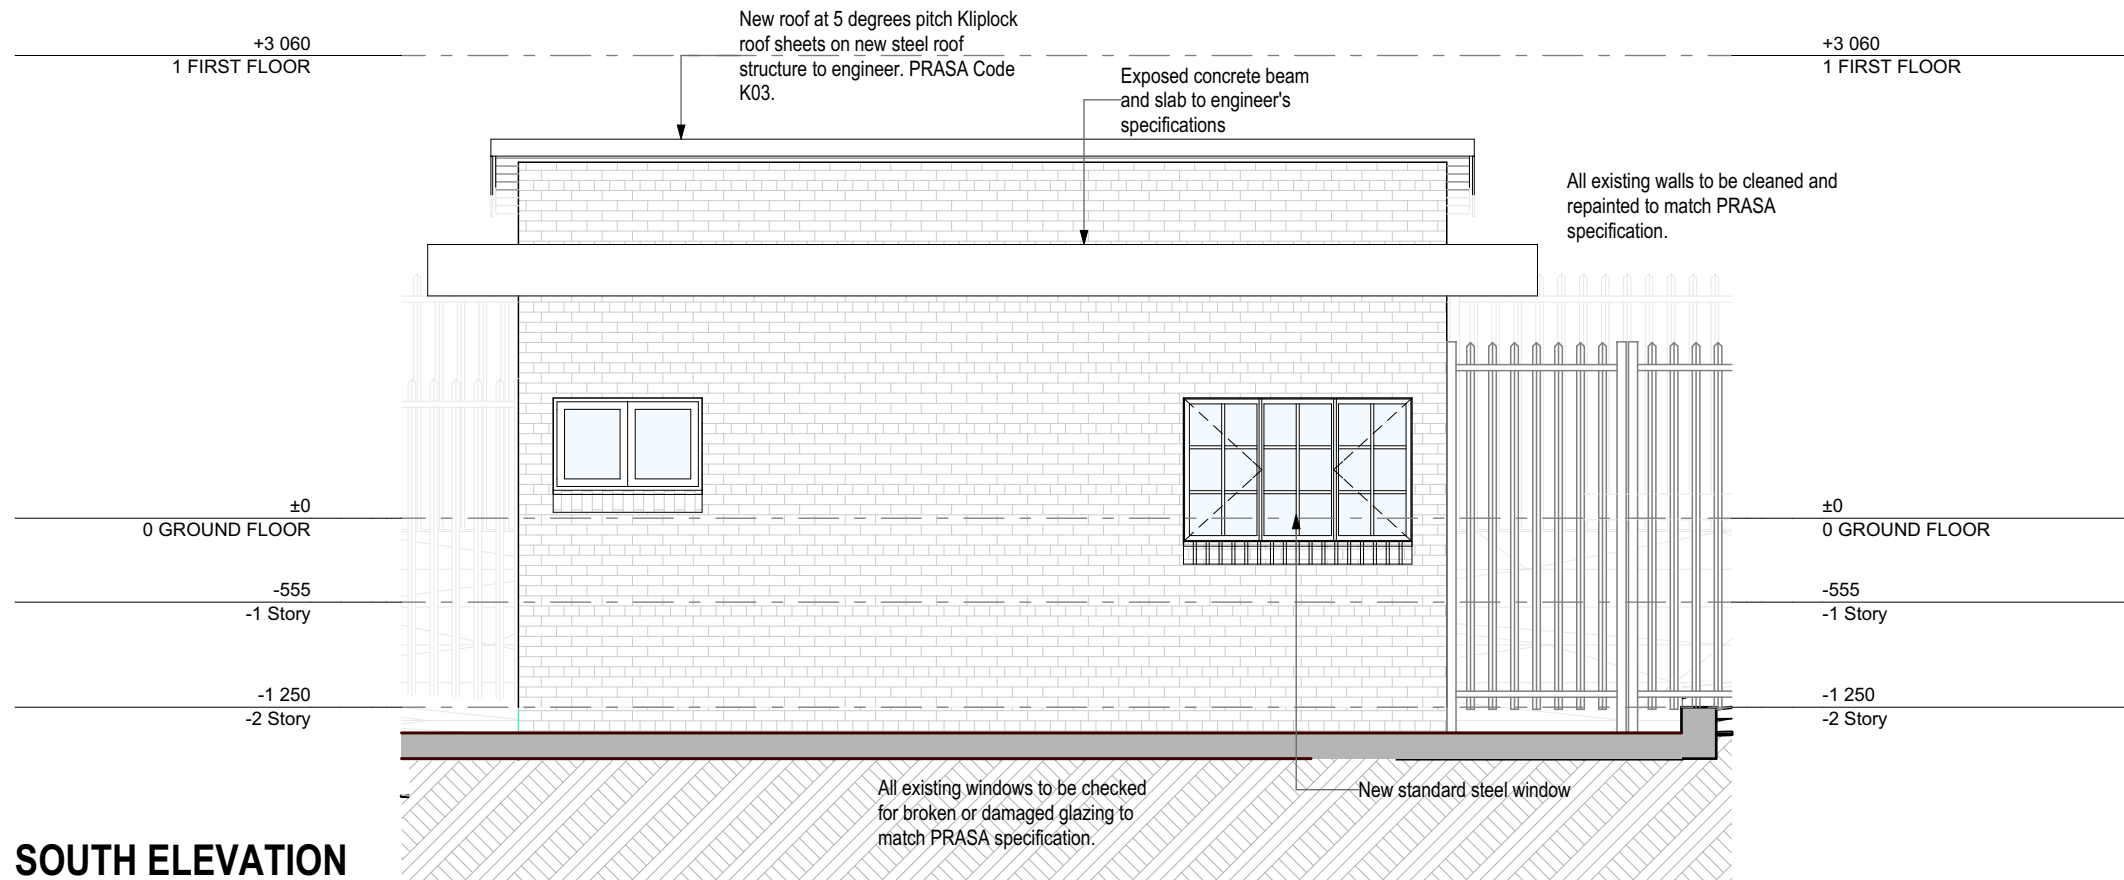 New roof at 5 degrees pitch Kliplock
roof sheets on new steel roof
structure to engineer. PRASA Code
K03.
+3 060
1 FIRST FLOOR
+3 060
1 FIRST FLOOR
Exposed concrete beam
and slab to engineer's
specifications
All existing walls to be cleaned and
repainted to match PRASA
specification.
±0
0 GROUND FLOOR
±0
0 GROUND FLOOR
-555
-1 Story
-555
-1 Story
-1 250
-2 Story
-1 250
-2 Story
All existing windows to be checked
for broken or damaged glazing to
match PRASA specification.
New standard steel window
SOUTH ELEVATION